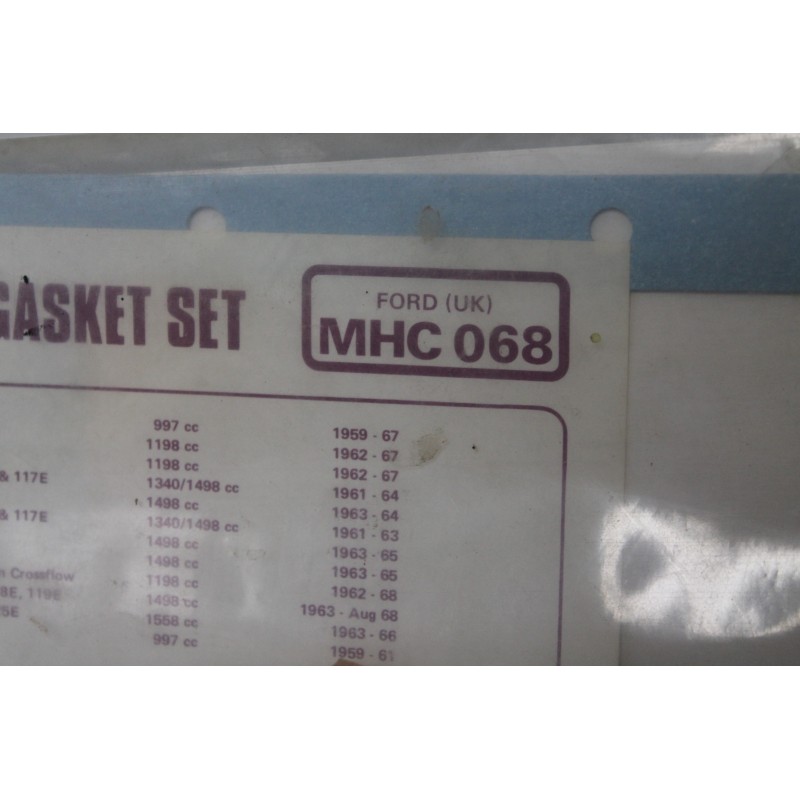 GASKET SET
FORD (UK)
MHC 068
997 cc 1959 - 67
1198 cc 1962 - 67
1198 cc 1962 - 67
& 117E 1340/1498 cc 1961 - 64
1498 cc 1963 - 64
& 117E 1340/1498 cc 1961 - 63
1498 cc 1963 - 65
1498 cc 1963 - 65
Crossflow 1198 cc 1962 - 68
8E, 119E 1498 cc 1963 - Aug 68
5E 1558 cc 1963 - 66
997 cc 1959 - 61